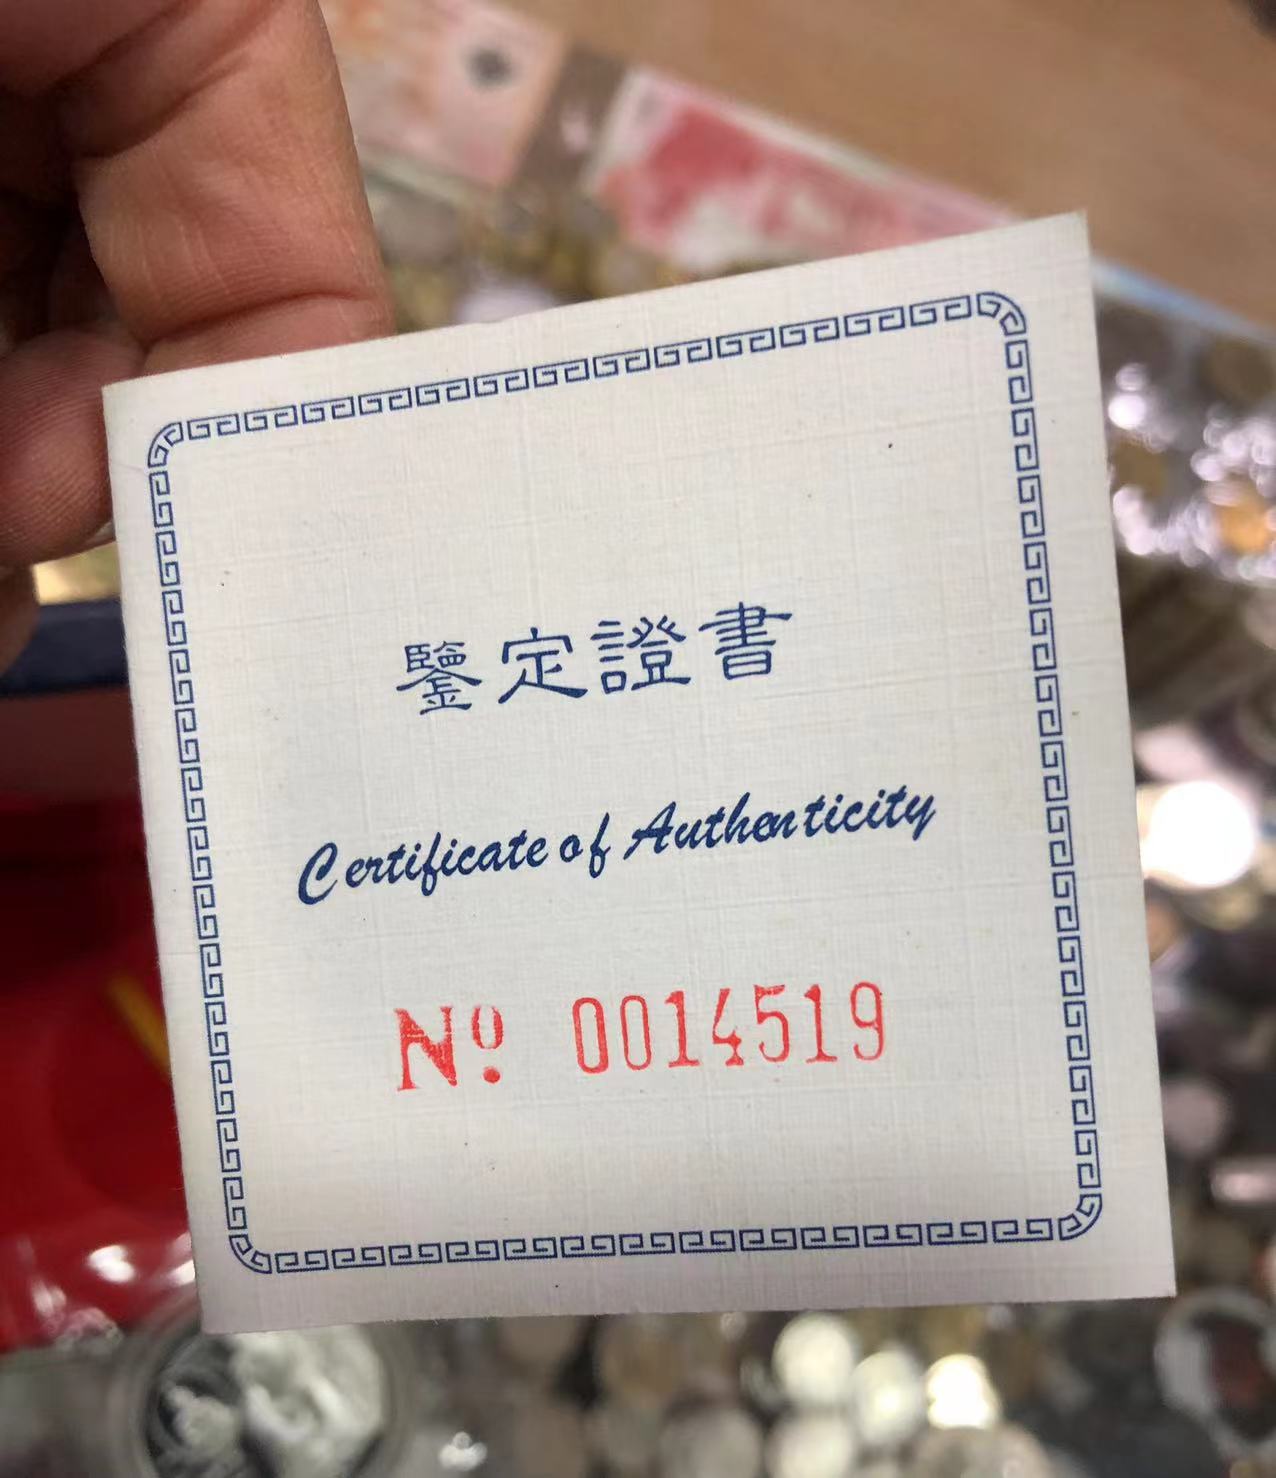 鑒定證書
Certificate of Authenticity
Nº. 0014519